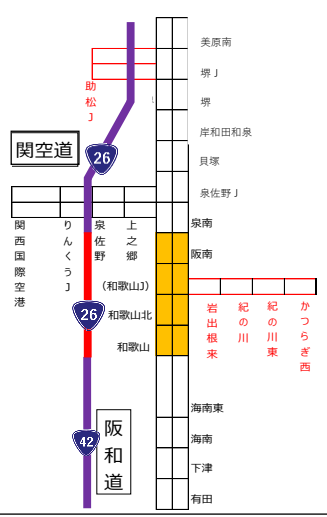 美原南
堺J
助松J
堺
岸和田和泉
関空道
26
貝塚
泉佐野J
泉南
関西国際空港
りんくうJ
泉佐野
上之郷
阪南
(和歌山J)
26
和歌山北
和歌山
岩出根来
紀の川
紀の川東
かつらぎ西
海南東
42
阪和道
海南
下津
有田